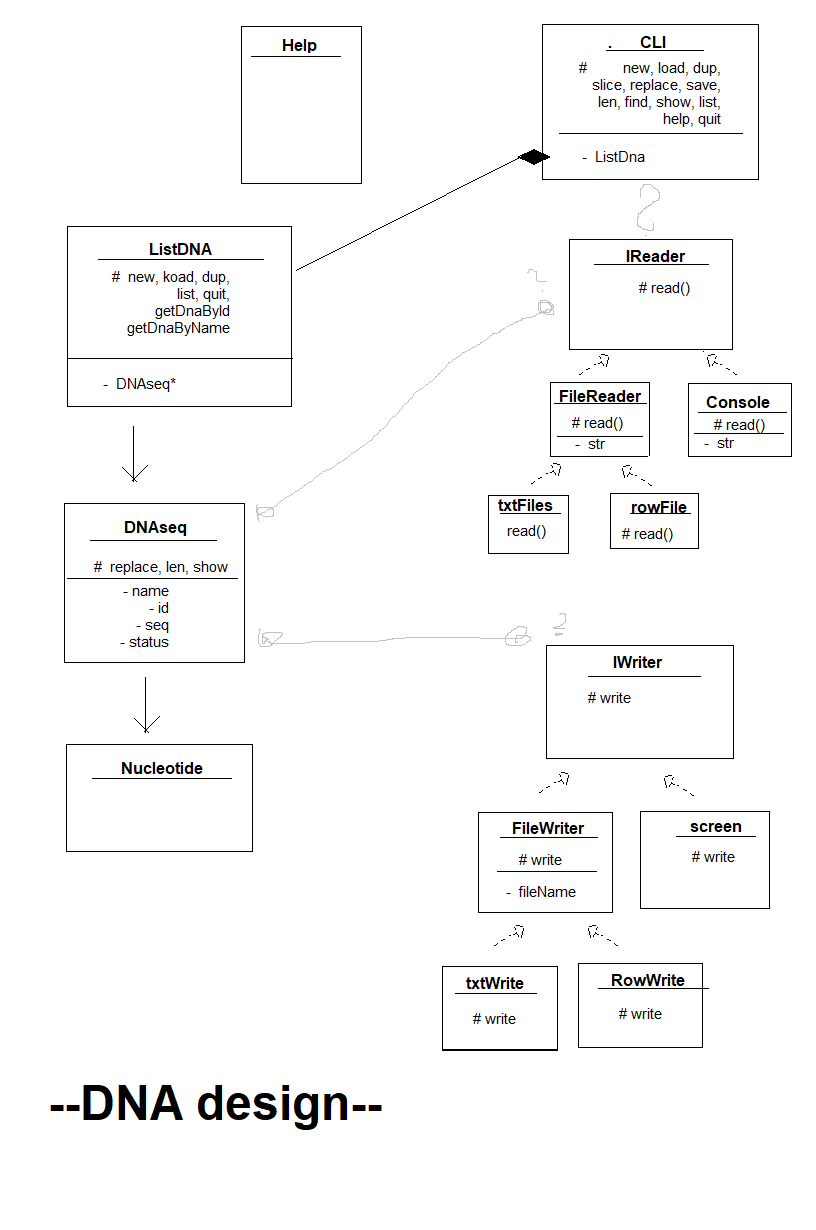 Help
. CLI
# new, load, dup,
slice, replace, save,
len, find, show, list,
help, quit
- ListDna
ListDNA
# new, koad, dup,
list, quit,
getDnaById
getDnaByName
- DNAseq*
IReader
# read()
?
FileReader
# read()
- str
Console
# read()
- str
txtFiles
read()
rowFile
# read()
DNAseq
# replace, len, show
- name
- id
- seq
- status
?
IWriter
# write
Nucleotide
FileWriter
# write
- fileName
screen
# write
txtWrite
# write
RowWrite
# write
--DNA design--